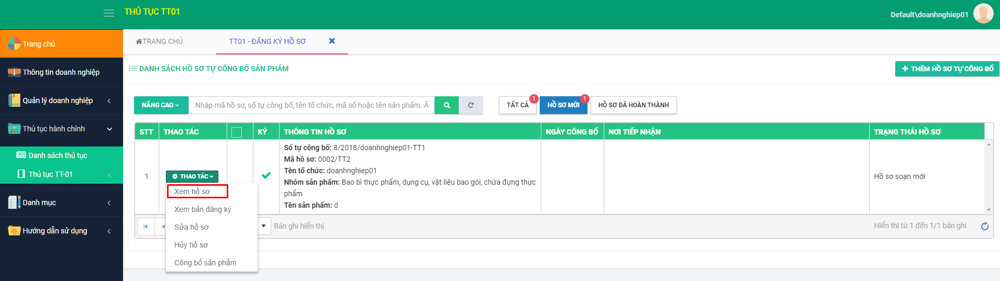 THỦ TỤC TT01
Default\doanhnghiep01
Trang chủ
Thông tin doanh nghiệp
Quản lý doanh nghiệp
Thủ tục hành chính
Danh sách thủ tục
Thủ tục TT-01
Danh mục
Hướng dẫn sử dụng
TRANG CHỦ
TT01 - ĐĂNG KÝ HỒ SƠ
DANH SÁCH HỒ SƠ TỰ CÔNG BỐ SẢN PHẨM
THÊM HỒ SƠ TỰ CÔNG BỐ
NÂNG CAO
Nhập mã hồ sơ, số tự công bố, tên tổ chức, mã số hoặc tên sản phẩm. Ấ
TẤT CẢ 1
HỒ SƠ MỚI 1
HỒ SƠ ĐÃ HOÀN THÀNH
STT THAO TÁC KÝ THÔNG TIN HỒ SƠ NGÀY CÔNG BỐ NƠI TIẾP NHẬN TRẠNG THÁI HỒ SƠ
1
THAO TÁC
Số tự công bố: 8/2018/doanhnghiep01-TT1
Mã hồ sơ: 0002/TT2
Tên tổ chức: doanhnghiep01
Nhóm sản phẩm: Bao bì thực phẩm, dụng cụ, vật liệu bao gói, chứa đựng thực
phẩm
Tên sản phẩm: d
Hồ sơ soạn mới
Xem hồ sơ
Xem bản đăng ký
Sửa hồ sơ
Hủy hồ sơ
Công bố sản phẩm
Bản ghi hiển thị
Hiển thị từ 1 đến 1/1 bản ghi